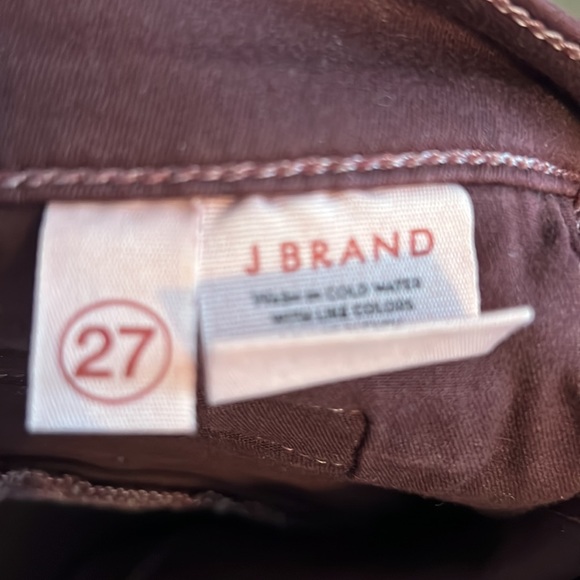 27
J BRAND
WASH IN COLD WATER
WITH LIKE COLORS